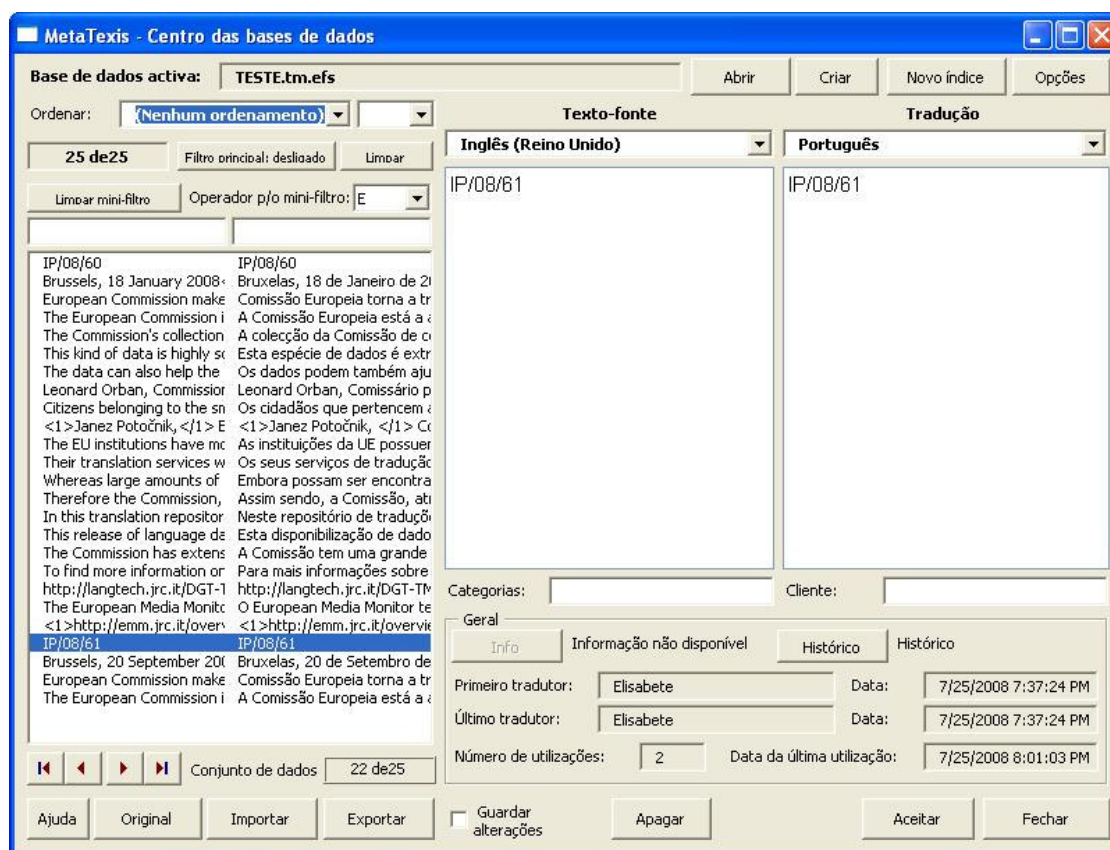 MetaTexis - Centro das bases de dados
Base de dados activa: TESTE.tm.efs Abrir Criar Novo índice Opções
Ordenar: (Nenhum ordenamento) Texto-fonte Tradução
25 de25 Filtro principal: desligado Limpar Inglês (Reino Unido) Português
Limpar mini-filtro Operador p/o mini-filtro: E IP/08/61 IP/08/61
IP/08/60 IP/08/60
Brussels, 18 January 2008< Bruxelas, 18 de Janeiro de 2
European Commission make Comissão Europeia torna a tr
The European Commission i A Comissão Europeia está a a
The Commission's collection A colecção da Comissão de c
This kind of data is highly so Esta espécie de dados é extr
The data can also help the Os dados podem também aju
Leonard Orban, Commission Leonard Orban, Comissário p
Citizens belonging to the sm Os cidadãos que pertencem a
<1>Janez Potočnik,</1> E <1>Janez Potočnik, </1> Co
The EU institutions have mo As instituições da UE possuem
Their translation services w Os seus serviços de tradução
Whereas large amounts of Embora possam ser encontra
Therefore the Commission, Assim sendo, a Comissão, atr
In this translation repositor Neste repositório de traduçõ
This release of language da Esta disponibilização de dado
The Commission has extens A Comissão tem uma grande
To find more information or Para mais informações sobre
http://langtech.jrc.it/DGT-T http://langtech.jrc.it/DGT-TM
The European Media Monito O European Media Monitor te
<1>http://emm.jrc.it/overv <1>http://emm.jrc.it/overvie
IP/08/61 IP/08/61
Brussels, 20 September 200 Bruxelas, 20 de Setembro de
European Commission make Comissão Europeia torna a tr
The European Commission i A Comissão Europeia está a a
Categorias: Cliente:
Geral
Info Informação não disponível Histórico Histórico
Primeiro tradutor: Elisabete Data: 7/25/2008 7:37:24 PM
Último tradutor: Elisabete Data: 7/25/2008 7:37:24 PM
Número de utilizações: 2 Data da última utilização: 7/25/2008 8:01:03 PM
Conjunto de dados 22 de25
Ajuda Original Importar Exportar Guardar alterações Apagar Aceitar Fechar